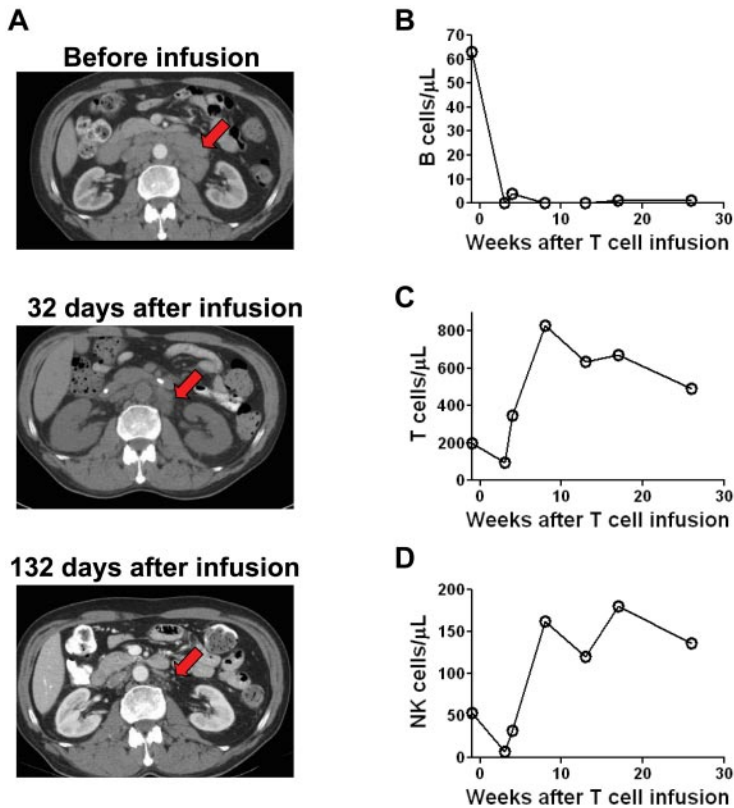 A
Before infusion
32 days after infusion
132 days after infusion
B
B cells/μL
70
60
50
40
30
20
10
0
0 10 20 30
Weeks after T cell infusion
C
T cells/μL
800
600
400
200
0
0 10 20 30
Weeks after T cell infusion
D
NK cells/μL
200
150
100
50
0
0 10 20 30
Weeks after T cell infusion